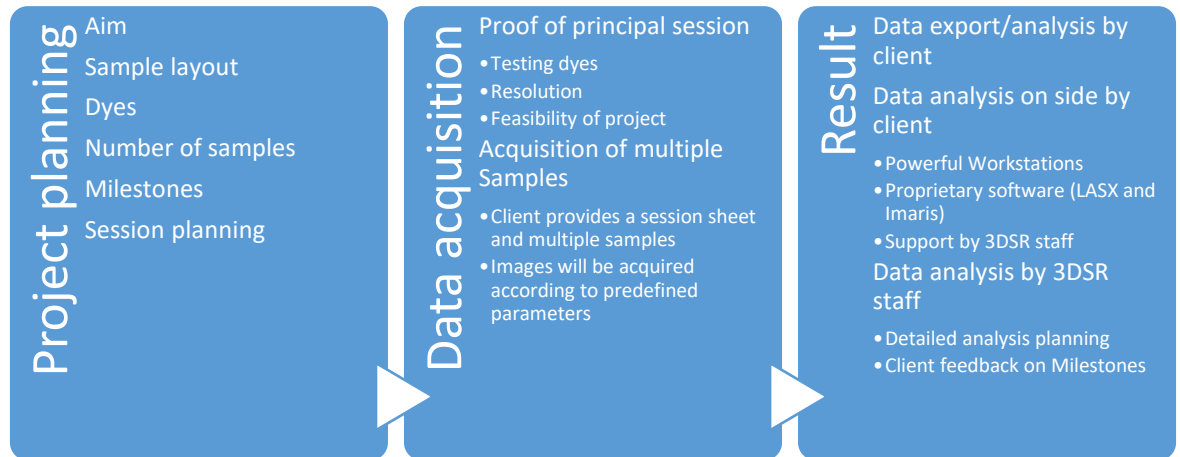 Project planning
Aim
Sample layout
Dyes
Number of samples
Milestones
Session planning
Data acquisition
Proof of principal session
•Testing dyes
•Resolution
•Feasibility of project
Acquisition of multiple
Samples
•Client provides a session sheet
and multiple samples
•Images will be acquired
according to predefined
parameters
Result
Data export/analysis by
client
Data analysis on side by
client
•Powerful Workstations
•Proprietary software (LASX and
Imaris)
•Support by 3DSR staff
Data analysis by 3DSR
staff
•Detailed analysis planning
•Client feedback on Milestones